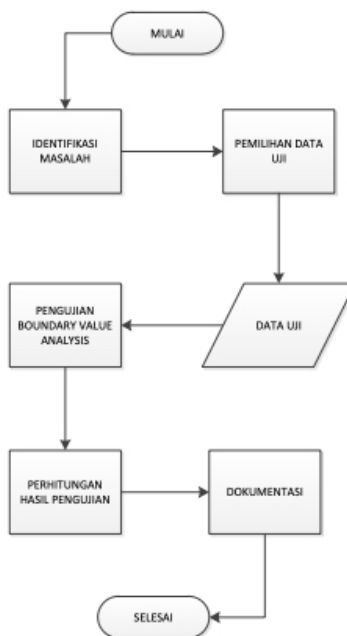 MULAI
IDENTIFIKASI
MASALAH
PEMILIHAN DATA
UJI
DATA UJI
PENGUJIAN
BOUNDARY VALUE
ANALYSIS
PERHITUNGAN
HASIL PENGUJIAN
DOKUMENTASI
SELESAI